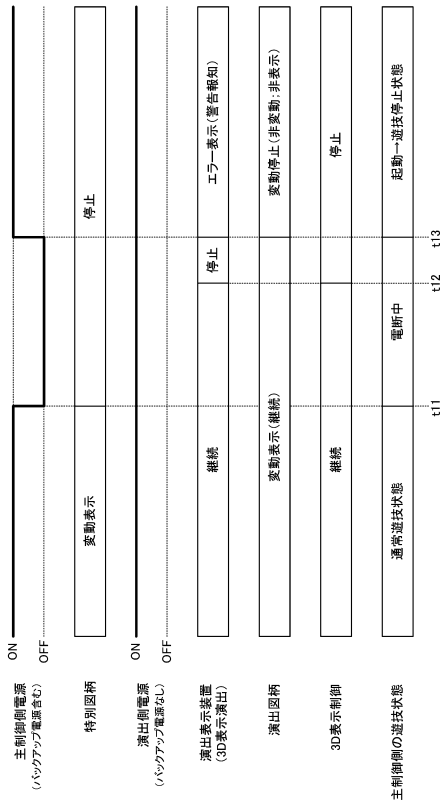 主制御側電源
(バックアップ電源含む)
ON
OFF
特別図柄
変動表示
停止
演出側電源
(バックアップ電源なし)
ON
OFF
演出表示装置
(3D表示演出)
継続
停止
エラー表示(警告報知)
演出図柄
変動表示(継続)
変動停止(非変動;非表示)
3D表示制御
継続
停止
主制御側の遊技状態
通常遊技状態
電断中
起動→遊技停止状態
t11
t12
t13